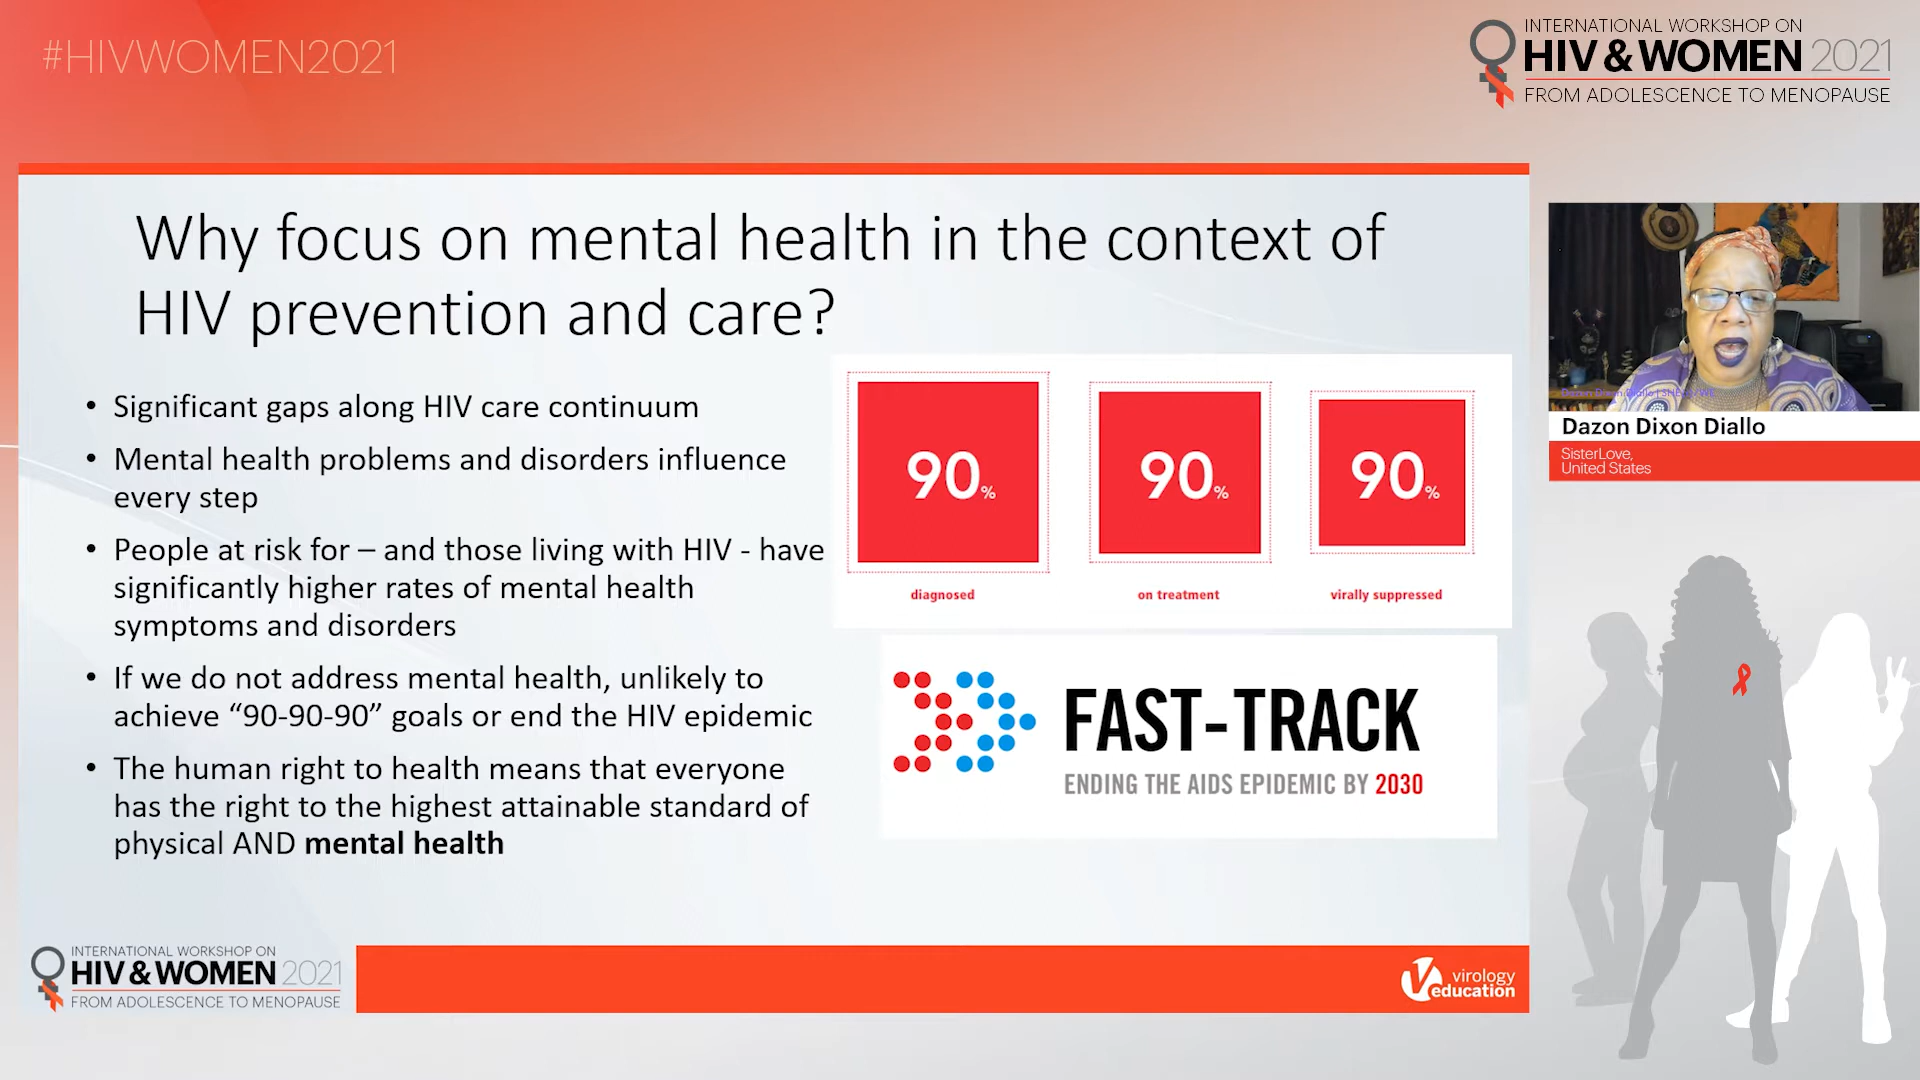 #HIVWOMEN2021
INTERNATIONAL WORKSHOP ON
HIV & WOMEN 2021
FROM ADOLESCENCE TO MENOPAUSE
Why focus on mental health in the context of
HIV prevention and care?
• Significant gaps along HIV care continuum
• Mental health problems and disorders influence
every step
• People at risk for – and those living with HIV - have
significantly higher rates of mental health
symptoms and disorders
• If we do not address mental health, unlikely to
achieve “90-90-90” goals or end the HIV epidemic
• The human right to health means that everyone
has the right to the highest attainable standard of
physical AND mental health
90%
90%
90%
diagnosed
on treatment
virally suppressed
FAST-TRACK
ENDING THE AIDS EPIDEMIC BY 2030
Dazon Dixon Diallo
SisterLove,
United States
INTERNATIONAL WORKSHOP ON
HIV & WOMEN 2021
FROM ADOLESCENCE TO MENOPAUSE
virology
education